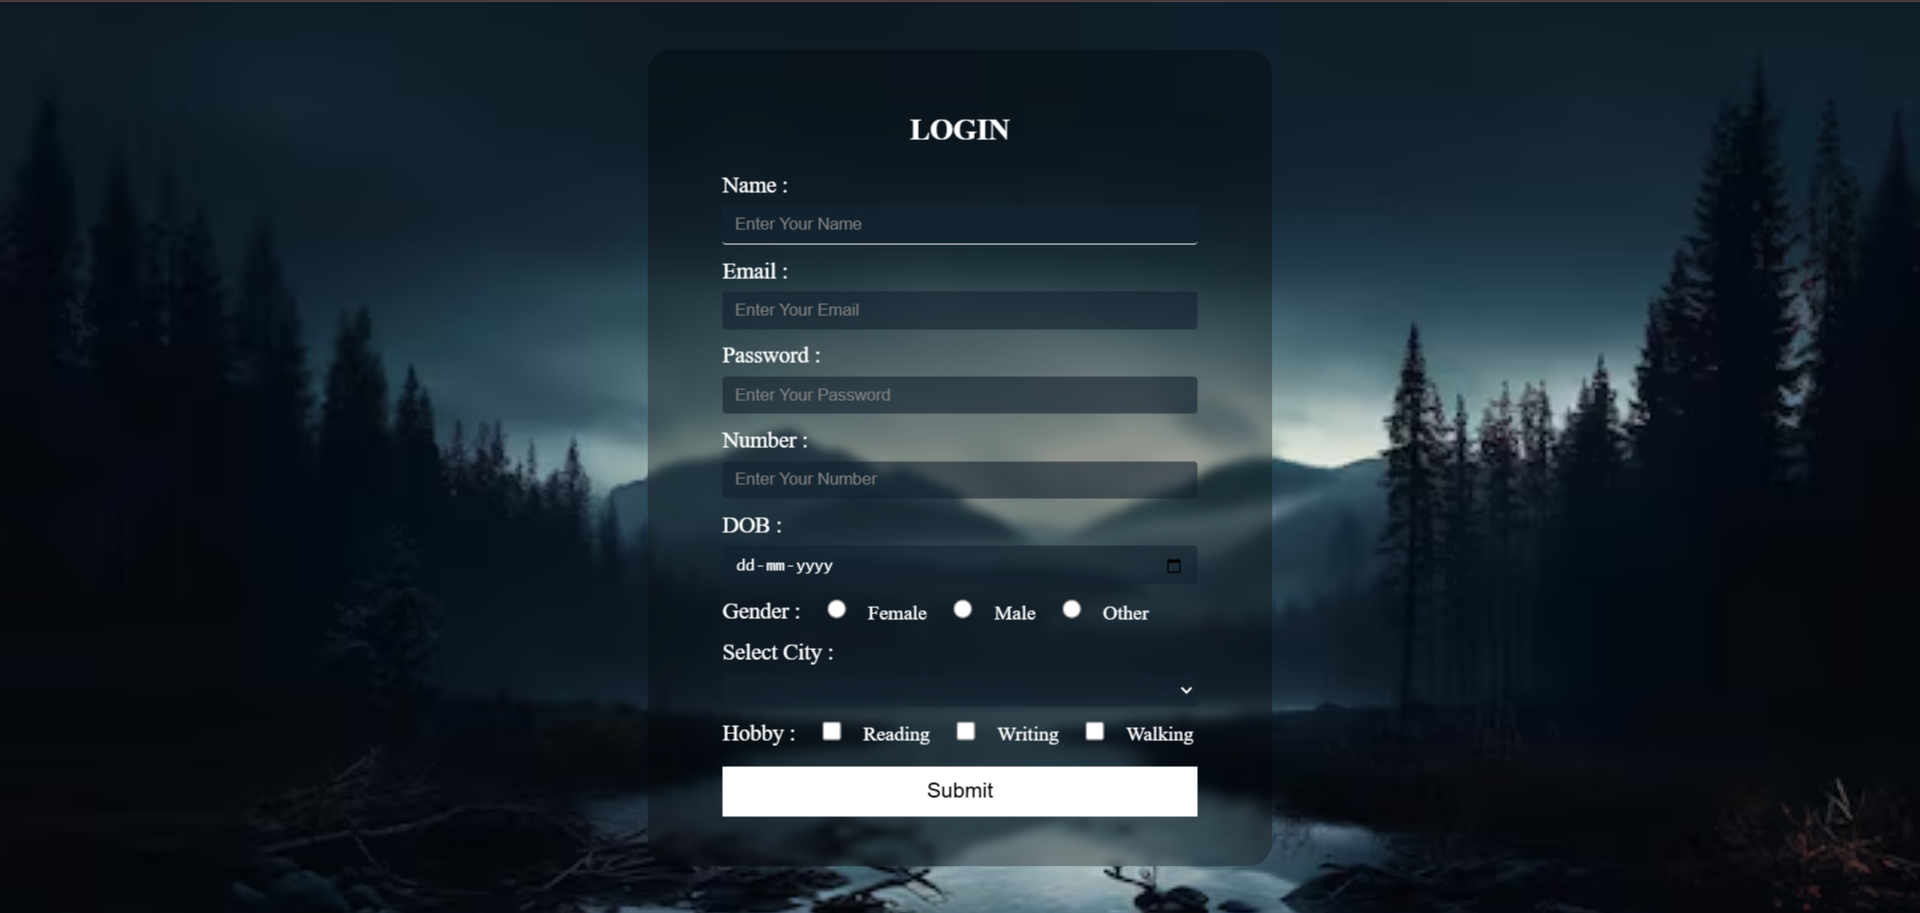 LOGIN
Name :
Enter Your Name
Email :
Enter Your Email
Password :
Enter Your Password
Number :
Enter Your Number
DOB :
dd-mm-yyyy
Gender : Female Male Other
Select City :
Hobby : Reading Writing Walking
Submit